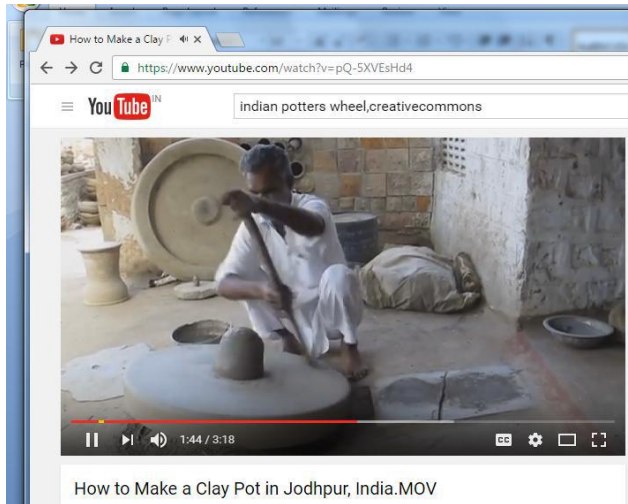 How to Make a Clay P
https://www.youtube.com/watch?v=pQ-5XVEsHd4
YouTube IN
indian potters wheel,creativecommons
1:44 / 3:18
CC
How to Make a Clay Pot in Jodhpur, India.MOV